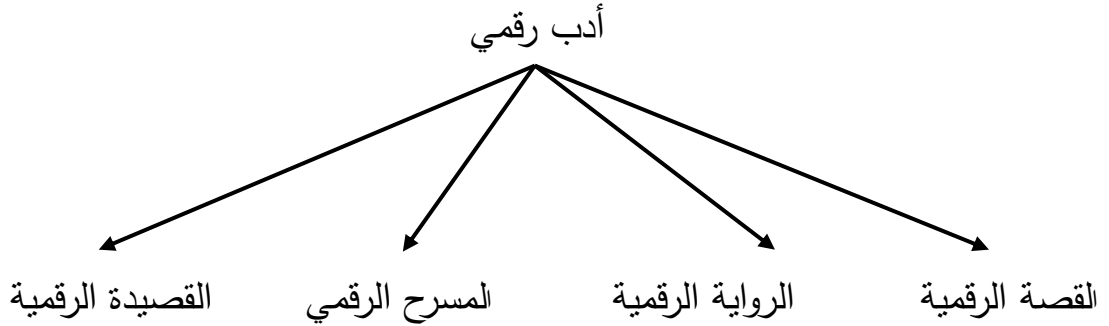 أدب رقمي
القصة الرقمية
الرواية الرقمية
المسرح الرقمي
القصيدة الرقمية